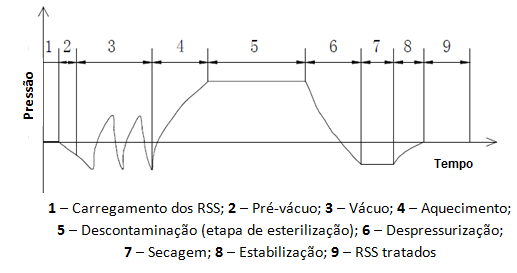 1 2 3 4 5 6 7 8 9
Pressão
Tempo
1 – Carregamento dos RSS; 2 – Pré-vácuo; 3 – Vácuo; 4 – Aquecimento;
5 – Descontaminação (etapa de esterilização); 6 – Despressurização;
7 – Secagem; 8 – Estabilização; 9 – RSS tratados